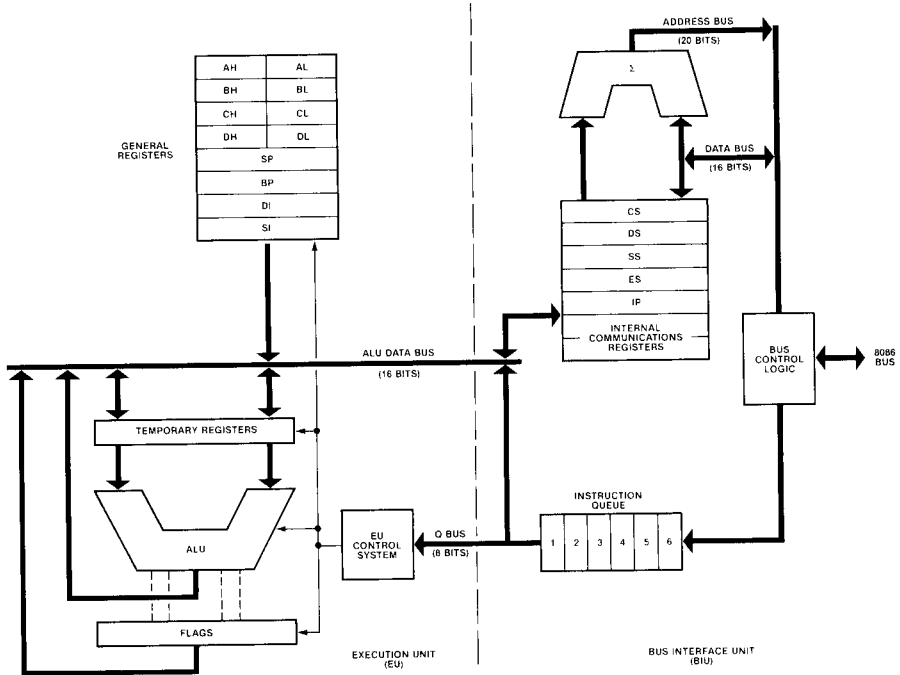 ADDRESS BUS
(20 BITS)
Σ
AH AL
BH BL
CH CL
DH DL
SP
BP
DI
SI
GENERAL
REGISTERS
DATA BUS
(16 BITS)
CS
DS
SS
ES
IP
INTERNAL
COMMUNICATIONS
REGISTERS
BUS
CONTROL
LOGIC
8086
BUS
ALU DATA BUS
(16 BITS)
TEMPORARY REGISTERS
ALU
FLAGS
EU
CONTROL
SYSTEM
Q BUS
(8 BITS)
INSTRUCTION
QUEUE
1 2 3 4 5 6
EXECUTION UNIT
(EU)
BUS INTERFACE UNIT
(BIU)